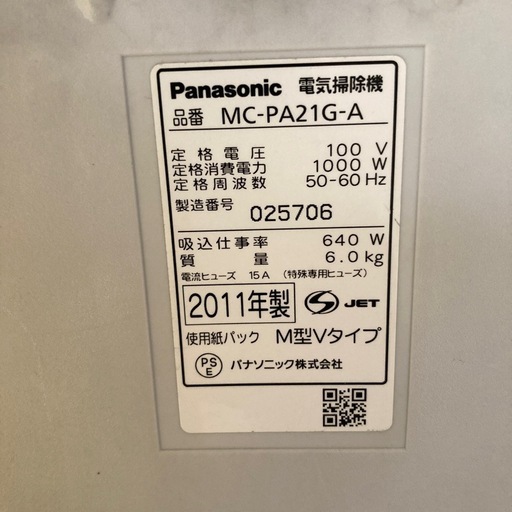 Panasonic 電気掃除機
品番 MC-PA21G-A
定格電圧 100 V
定格消費電力 1000 W
定格周波数 50-60 Hz
製造番号 025706
吸込仕事率 640 W
質量 6.0 kg
電流ヒューズ 15A (特殊専用ヒューズ)
2011年製 S JET
使用紙パック M型Vタイプ
PSE パナソニック株式会社